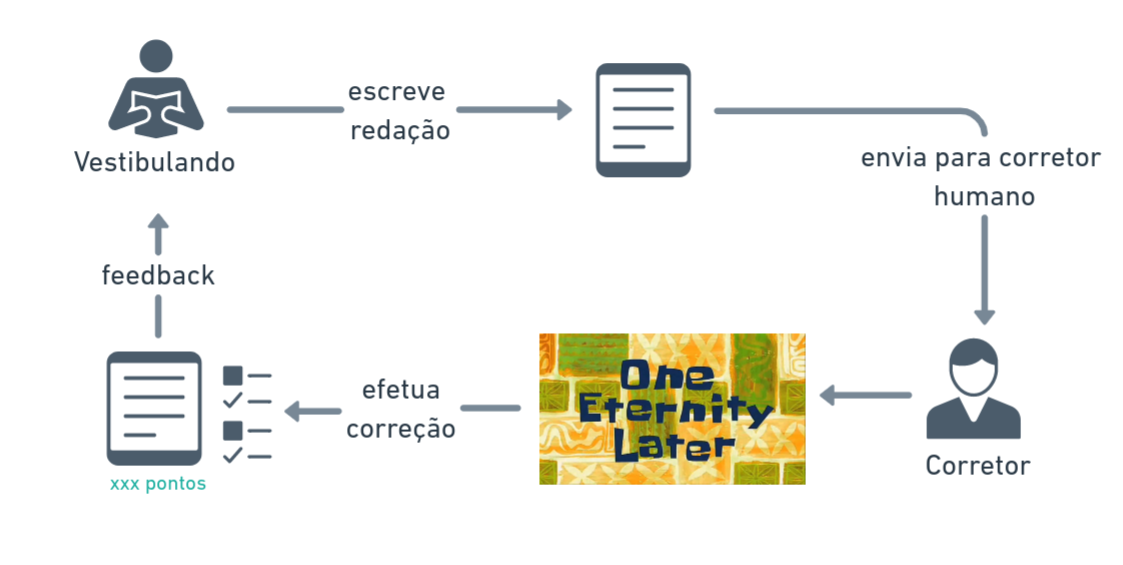 escreve
redação
Vestibulando
envia para corretor
humano
feedback
One
Eternity
Later
efetua
correção
Corretor
xxx pontos